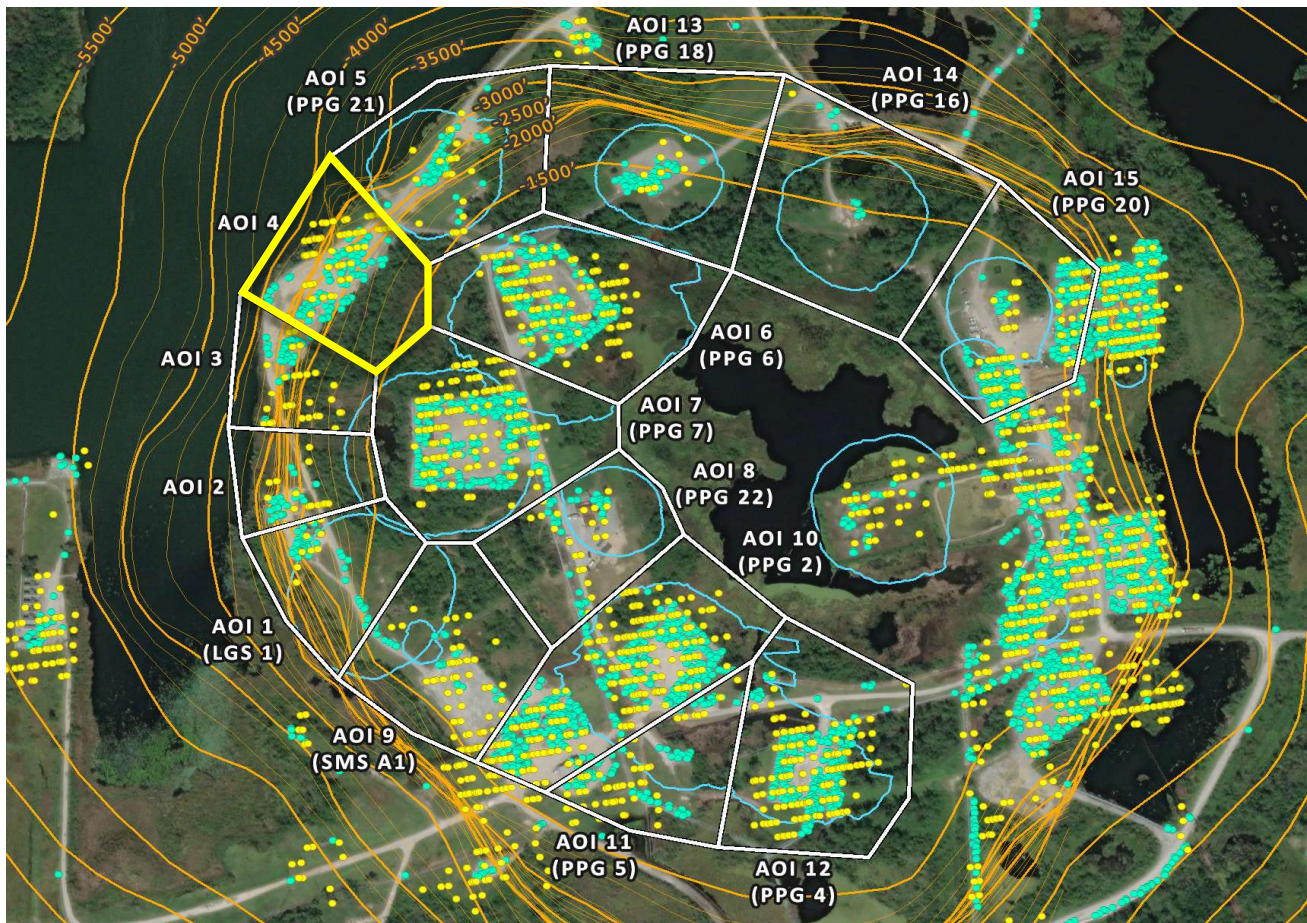 -5500'
-5000'
-4500'
-4000'
-3500'
AOI 13
(PPG 18)
AOI 5
(PPG 21)
AOI 14
(PPG 16)
-3000'
-2500'
-2000'
-1500'
AOI 15
(PPG 20)
AOI 4
AOI 3
AOI 6
(PPG 6)
AOI 7
(PPG 7)
AOI 2
AOI 8
(PPG 22)
AOI 10
(PPG 2)
AOI 1
(LGS 1)
AOI 9
(SMS A1)
AOI 11
(PPG 5)
AOI 12
(PPG 4)